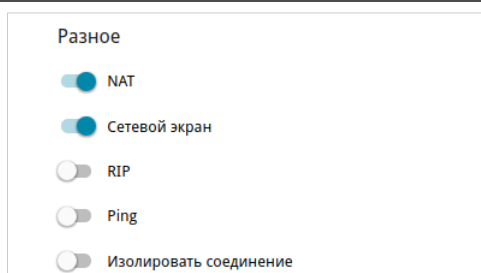 Разное
NAT
Сетевой экран
RIP
Ping
Изолировать соединение